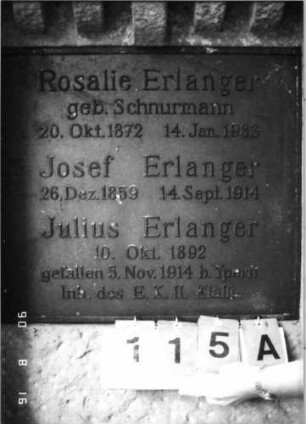 Rosalie Erlanger
geb. Schnurmann
20. Okt. 1872 14. Jan. 1933
Josef Erlanger
26. Dez. 1859 14. Sept. 1914
Julius Erlanger
10. Okt. 1892
gefallen 5. Nov. 1914 b. Ypern
Inh. des E. K. II. Klaße
115A
91 8 06